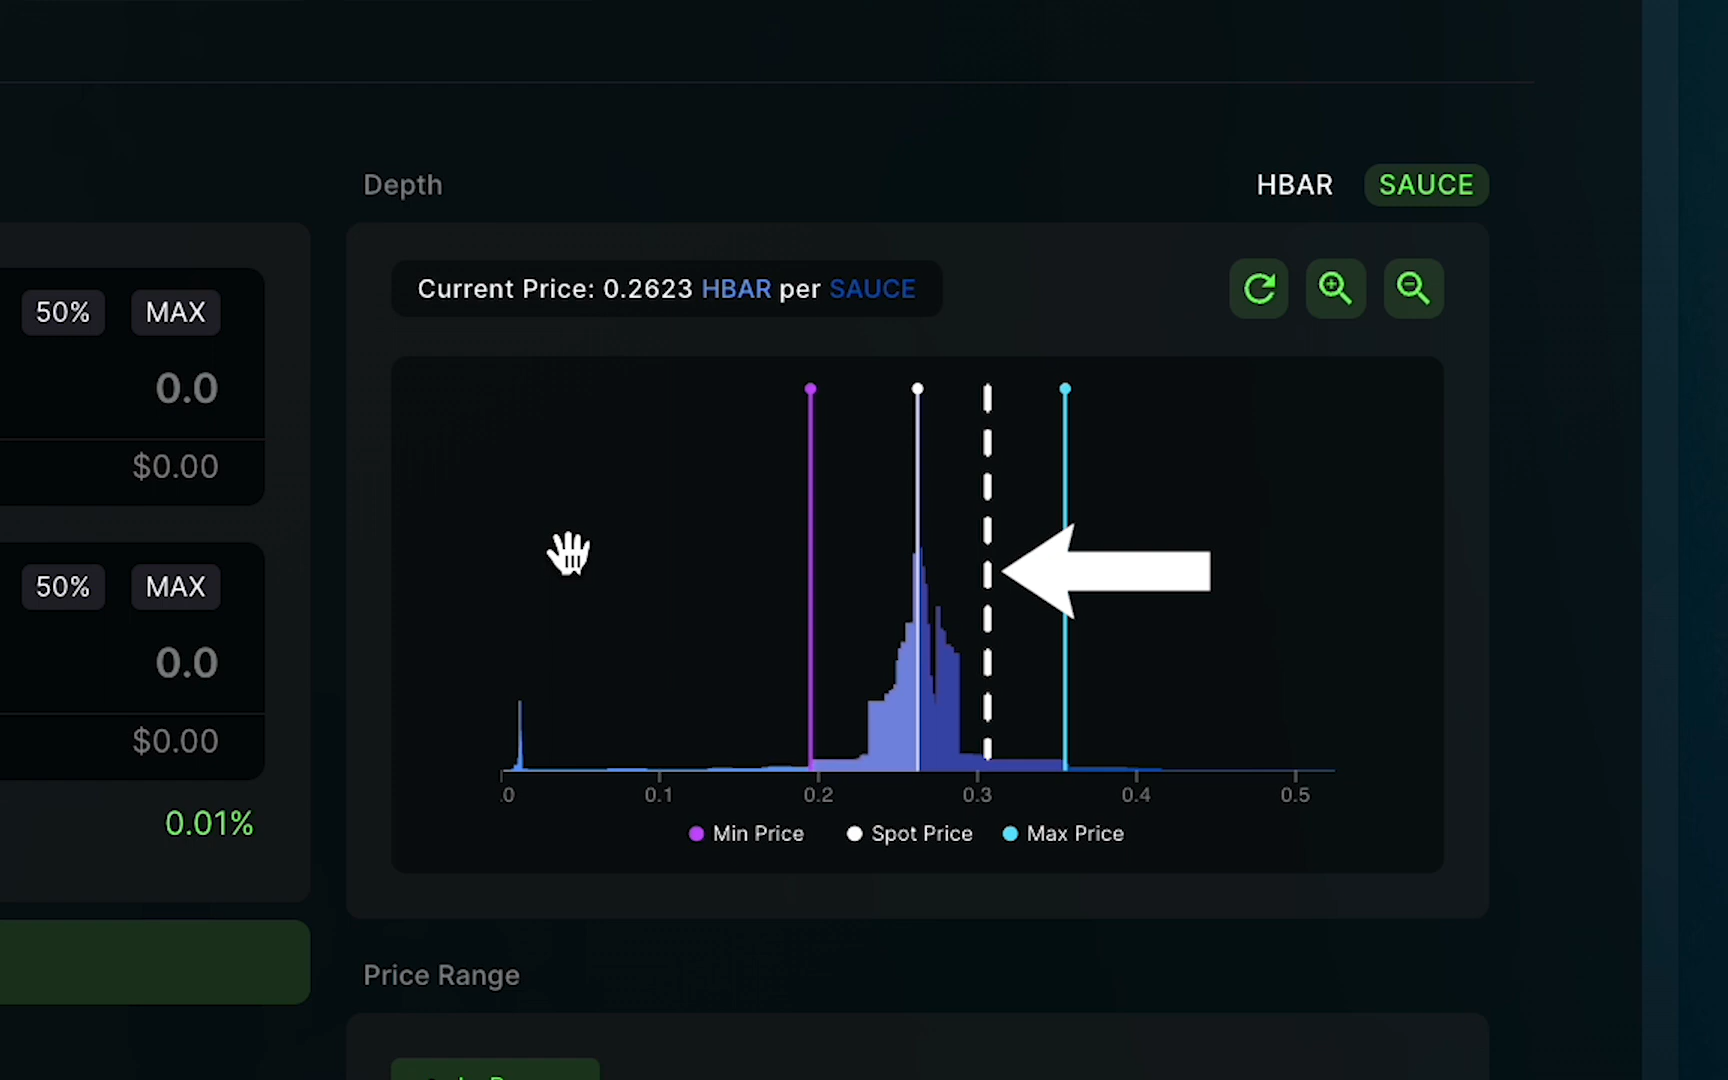 Depth
HBAR SAUCE
50% MAX
Current Price: 0.2623 HBAR per SAUCE
0.0
$0.00
50% MAX
0.0
$0.00
.0 0.1 0.2 0.3 0.4 0.5
0.01%
Min Price Spot Price Max Price
Price Range